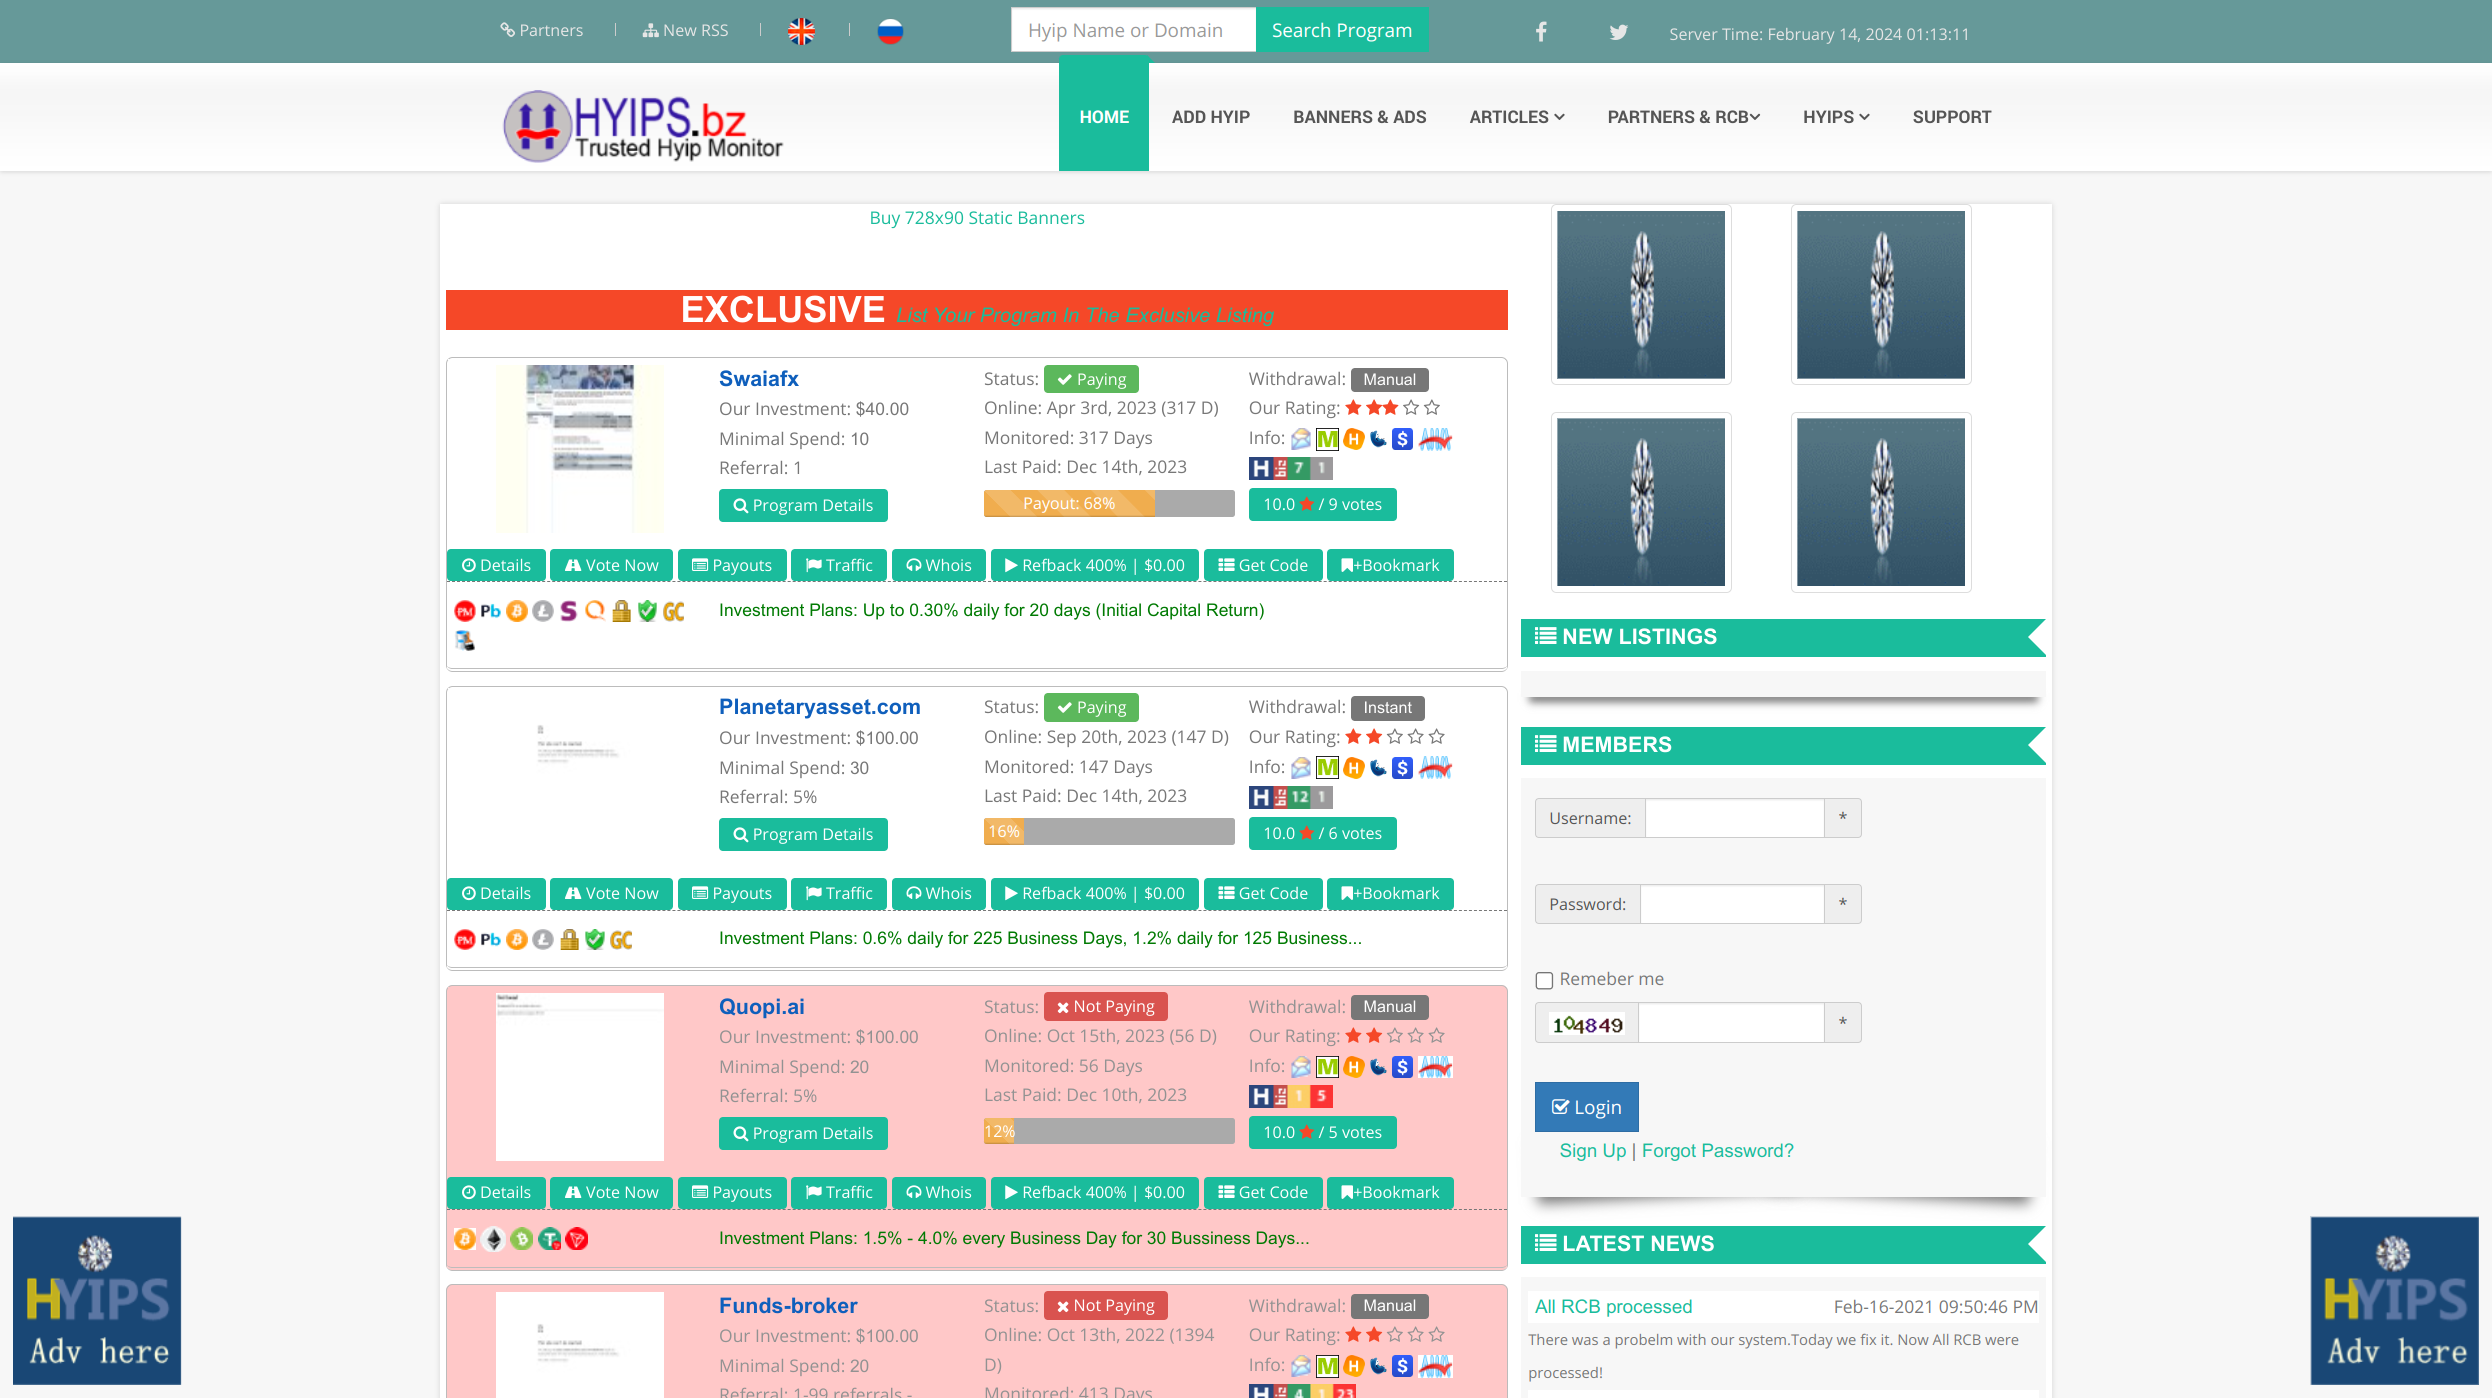 Partners
New RSS
Hyip Name or Domain
Search Program
Server Time: February 14, 2024 01:13:11
HYIPS.bz
Trusted Hyip Monitor
HOME
ADD HYIP
BANNERS & ADS
ARTICLES
PARTNERS & RCB
HYIPS
SUPPORT
Buy 728x90 Static Banners
EXCLUSIVE List Your Program In The Exclusive Listing
Swaiafx
Our Investment: $40.00
Minimal Spend: 10
Referral: 1
Program Details
Status: Paying
Online: Apr 3rd, 2023 (317 D)
Monitored: 317 Days
Last Paid: Dec 14th, 2023
Payout: 68%
Withdrawal: Manual
Our Rating:
Info:
H biz 7 1
10.0 / 9 votes
Details
Vote Now
Payouts
Traffic
Whois
Refback 400% | $0.00
Get Code
+Bookmark
PM Pb GC
Investment Plans: Up to 0.30% daily for 20 days (Initial Capital Return)
Planetaryasset.com
Our Investment: $100.00
Minimal Spend: 30
Referral: 5%
Program Details
Status: Paying
Online: Sep 20th, 2023 (147 D)
Monitored: 147 Days
Last Paid: Dec 14th, 2023
16%
Withdrawal: Instant
Our Rating:
Info:
H biz 12 1
10.0 / 6 votes
Details
Vote Now
Payouts
Traffic
Whois
Refback 400% | $0.00
Get Code
+Bookmark
PM Pb GC
Investment Plans: 0.6% daily for 225 Business Days, 1.2% daily for 125 Business...
Quopi.ai
Our Investment: $100.00
Minimal Spend: 20
Referral: 5%
Program Details
Status: Not Paying
Online: Oct 15th, 2023 (56 D)
Monitored: 56 Days
Last Paid: Dec 10th, 2023
12%
Withdrawal: Manual
Our Rating:
Info:
H biz 1 5
10.0 / 5 votes
Details
Vote Now
Payouts
Traffic
Whois
Refback 400% | $0.00
Get Code
+Bookmark
Investment Plans: 1.5% - 4.0% every Business Day for 30 Bussiness Days...
Funds-broker
Our Investment: $100.00
Minimal Spend: 20
Referral: 1-99 referrals -
Status: Not Paying
Online: Oct 13th, 2022 (1394
D)
Monitored: 413 Days
Withdrawal: Manual
Our Rating:
Info:
H biz 4 1 23
NEW LISTINGS
MEMBERS
Username: *
Password: *
Remeber me
104849 *
Login
Sign Up | Forgot Password?
LATEST NEWS
All RCB processed
Feb-16-2021 09:50:46 PM
There was a probelm with our system.Today we fix it. Now All RCB were
processed!
HYIPS
Adv here
HYIPS
Adv here